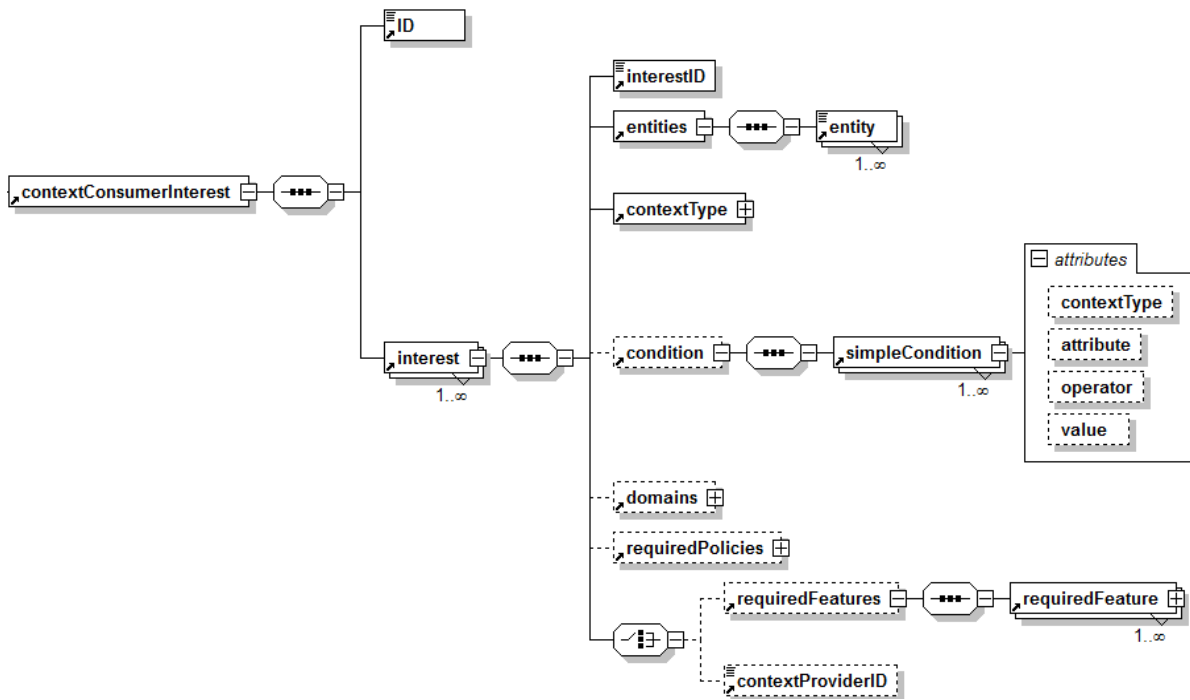 ID
interestID
entities
entity
1..∞
contextConsumerInterest
contextType
attributes
contextType
attribute
operator
value
interest
1..∞
condition
simpleCondition
1..∞
domains
requiredPolicies
requiredFeatures
requiredFeature
1..∞
contextProviderID